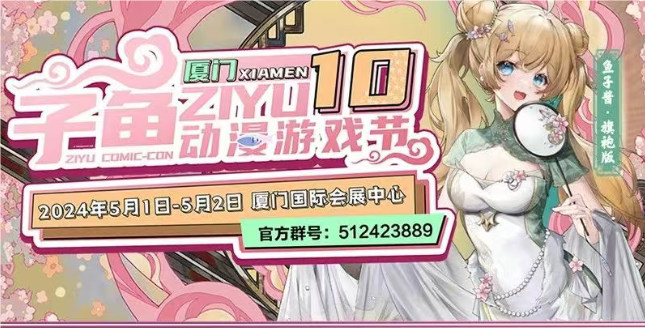 厦门 XIAMEN
子鱼 ZIYU 10
ZIYU COMIC-CON 动漫游戏节
2024年5月1日-5月2日 厦门国际会展中心
官方群号：512423889
鱼子酱·旗袍版